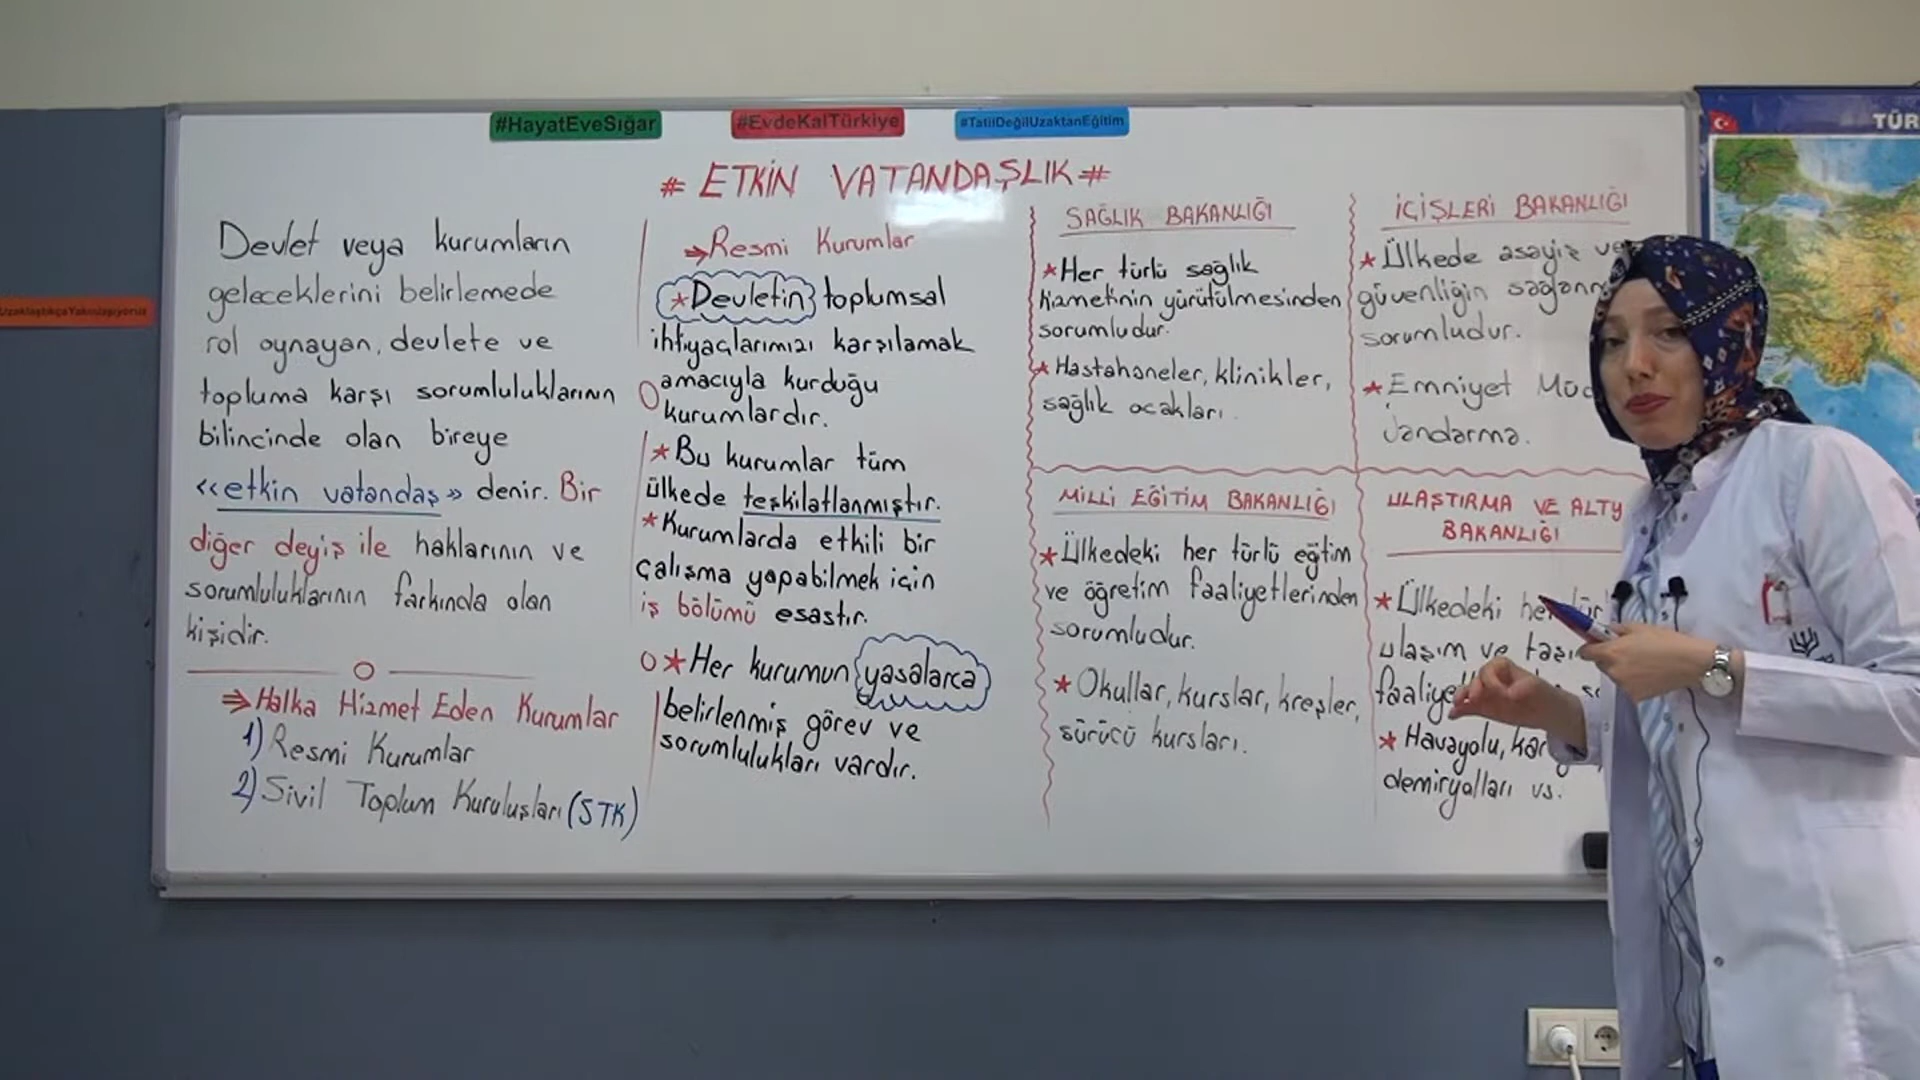 #HayatEveSığar
#EvdeKalTürkiye
#TatilDeğilUzaktanEğitim
UzaklaştıkçaYakınlaşıyoruz
# ETKİN VATANDAŞLIK #
Devlet veya kurumların
geleceklerini belirlemede
rol oynayan, devlete ve
topluma karşı sorumluluklarının
bilincinde olan bireye
«etkin vatandaş» denir. Bir
diğer deyiş ile haklarının ve
sorumluluklarının farkında olan
kişidir.
⇒ Halka Hizmet Eden Kurumlar
1) Resmi Kurumlar
2) Sivil Toplum Kuruluşları (STK)
⇒ Resmi Kurumlar
* Devletin toplumsal
ihtiyaçlarımızı karşılamak
amacıyla kurduğu
kurumlardır.
* Bu kurumlar tüm
ülkede teşkilatlanmıştır.
* Kurumlarda etkili bir
çalışma yapabilmek için
iş bölümü esastır.
* Her kurumun yasalarca
belirlenmiş görev ve
sorumlulukları vardır.
SAĞLIK BAKANLIĞI
* Her türlü sağlık
hizmetinin yürütülmesinden
sorumludur.
* Hastahaneler, klinikler,
sağlık ocakları.
İÇİŞLERİ BAKANLIĞI
* Ülkede asayiş ve
güvenliğin
sorumludur.
* Emniyet
Jandarma.
MİLLİ EĞİTİM BAKANLIĞI
* Ülkedeki her türlü eğitim
ve öğretim faaliyetlerinden
sorumludur.
* Okullar, kurslar, kreşler,
sürücü kursları.
ULAŞTIRMA VE ALTY
BAKANLIĞI
* Ülkedeki her
ulaşım ve
* Havayolu,
demiryolları vs.
TÜR